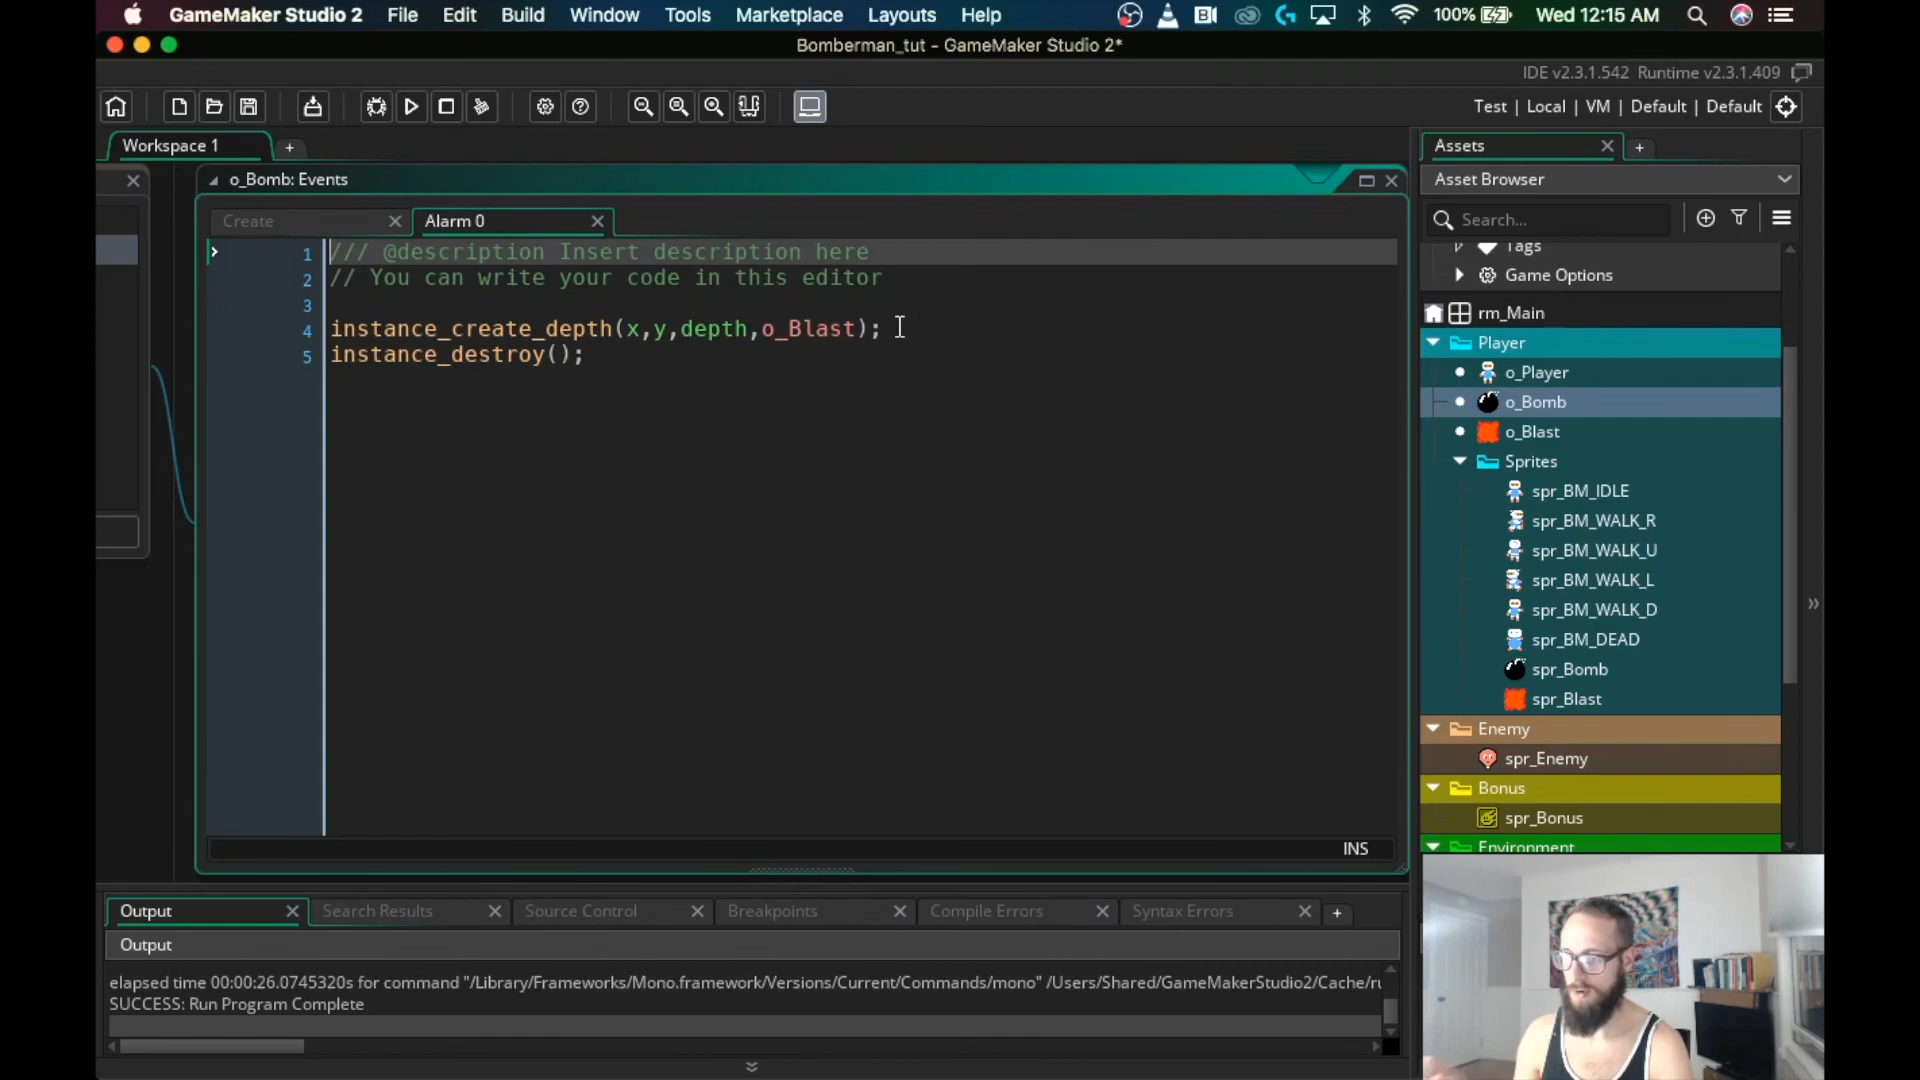 GameMaker Studio 2 File Edit Build Window Tools Marketplace Layouts Help 100% Wed 12:15 AM
Bomberman_tut - GameMaker Studio 2*
IDE v2.3.1.542 Runtime v2.3.1.409
Test | Local | VM | Default | Default
Workspace 1 +
Assets +
o_Bomb: Events
Asset Browser
Create Alarm 0
Search...
1 /// @description Insert description here
2 // You can write your code in this editor
3
4 instance_create_depth(x,y,depth,o_Blast);
5 instance_destroy();
INS
Tags
Game Options
rm_Main
Player
o_Player
o_Bomb
o_Blast
Sprites
spr_BM_IDLE
spr_BM_WALK_R
spr_BM_WALK_U
spr_BM_WALK_L
spr_BM_WALK_D
spr_BM_DEAD
spr_Bomb
spr_Blast
Enemy
spr_Enemy
Bonus
spr_Bonus
Environment
Output Search Results Source Control Breakpoints Compile Errors Syntax Errors +
Output
elapsed time 00:00:26.0745320s for command "/Library/Frameworks/Mono.framework/Versions/Current/Commands/mono" /Users/Shared/GameMakerStudio2/Cache/ru
SUCCESS: Run Program Complete